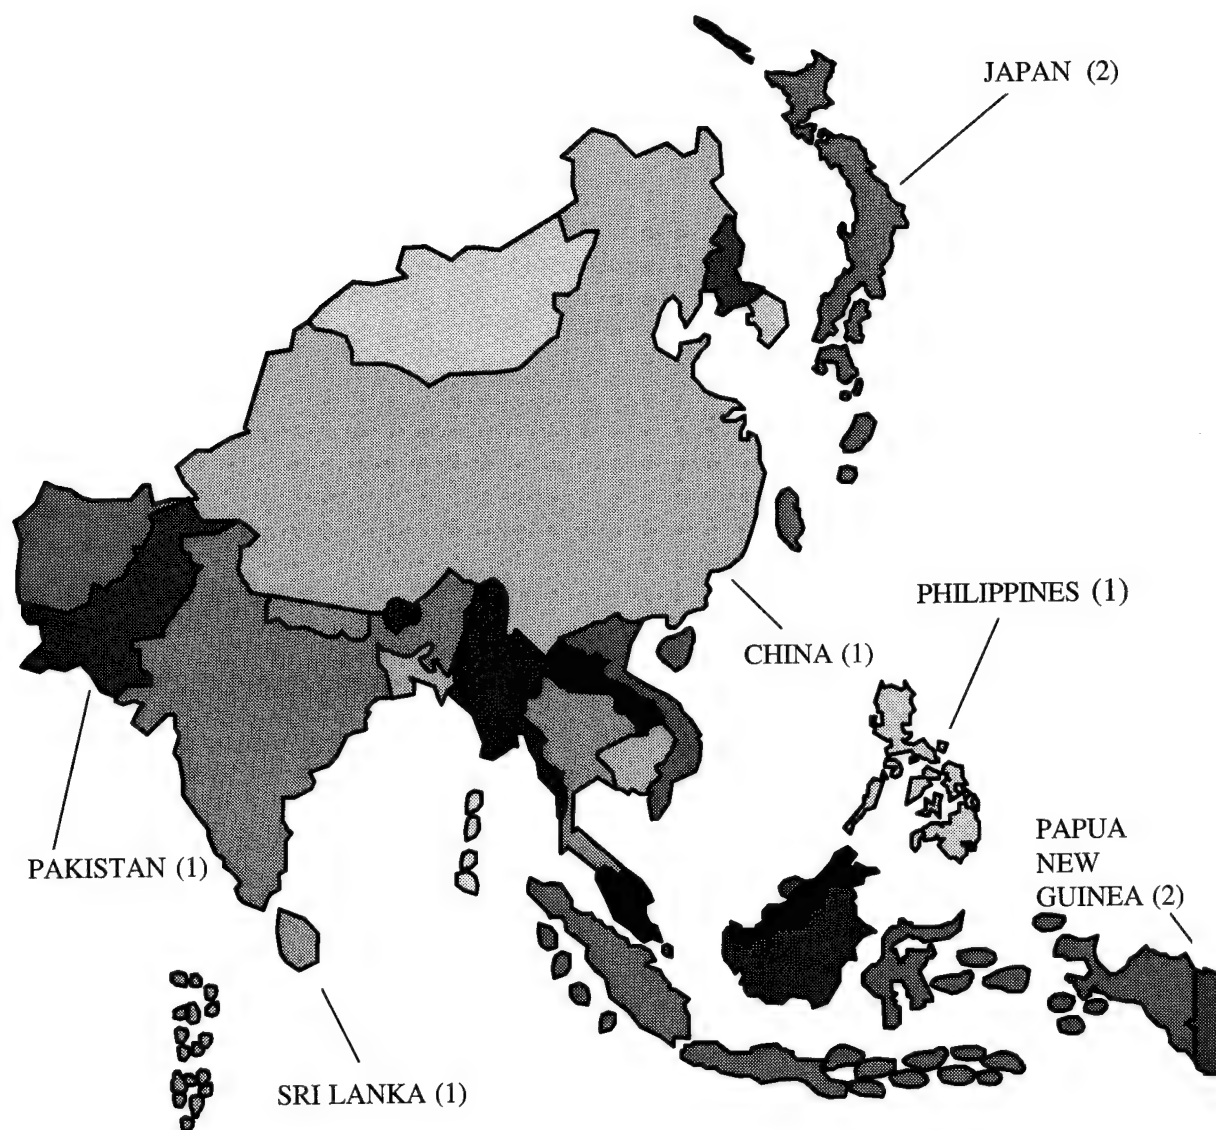 JAPAN (2)
PHILIPPINES (1)
CHINA (1)
PAPUA
NEW
GUINEA (2)
PAKISTAN (1)
SRI LANKA (1)